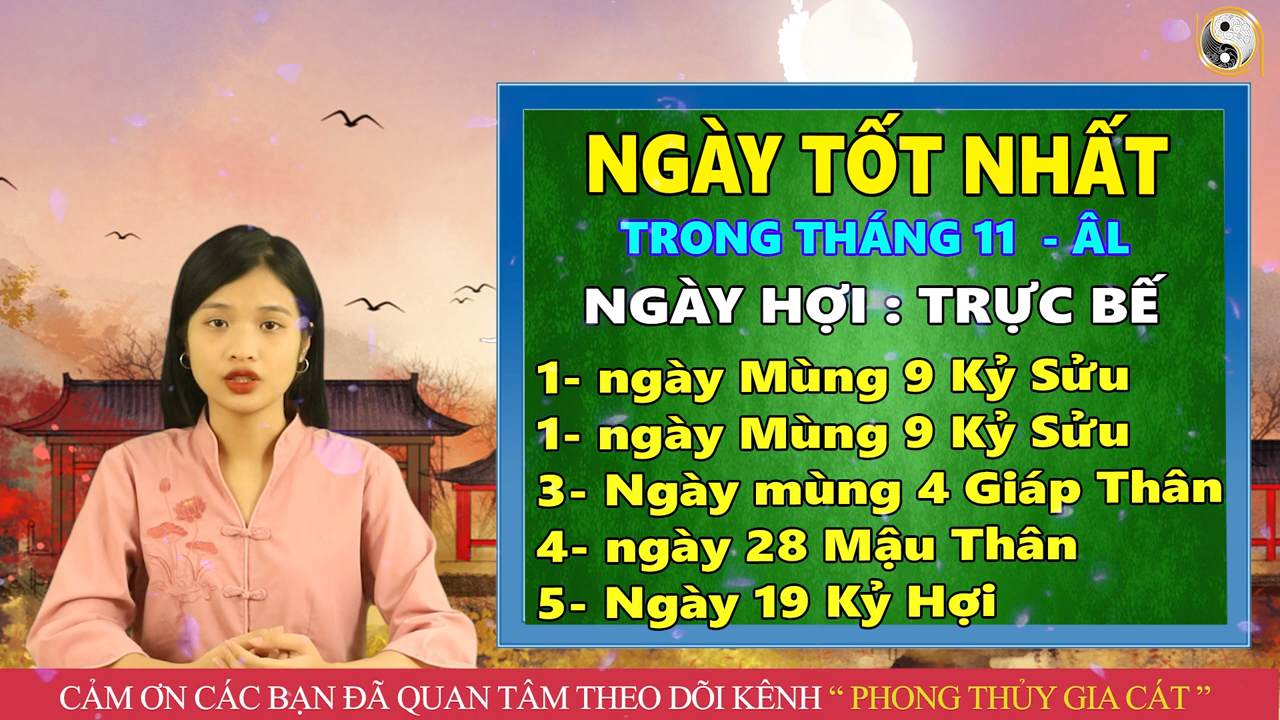 NGÀY TỐT NHẤT
TRONG THÁNG 11 - ÂL
NGÀY HỢI : TRỰC BẾ
1- ngày Mùng 9 Kỷ Sửu
1- ngày Mùng 9 Kỷ Sửu
3- Ngày mùng 4 Giáp Thân
4- ngày 28 Mậu Thân
5- Ngày 19 Kỷ Hợi
CẢM ƠN CÁC BẠN ĐÃ QUAN TÂM THEO DÕI KÊNH “ PHONG THỦY GIA CÁT ”